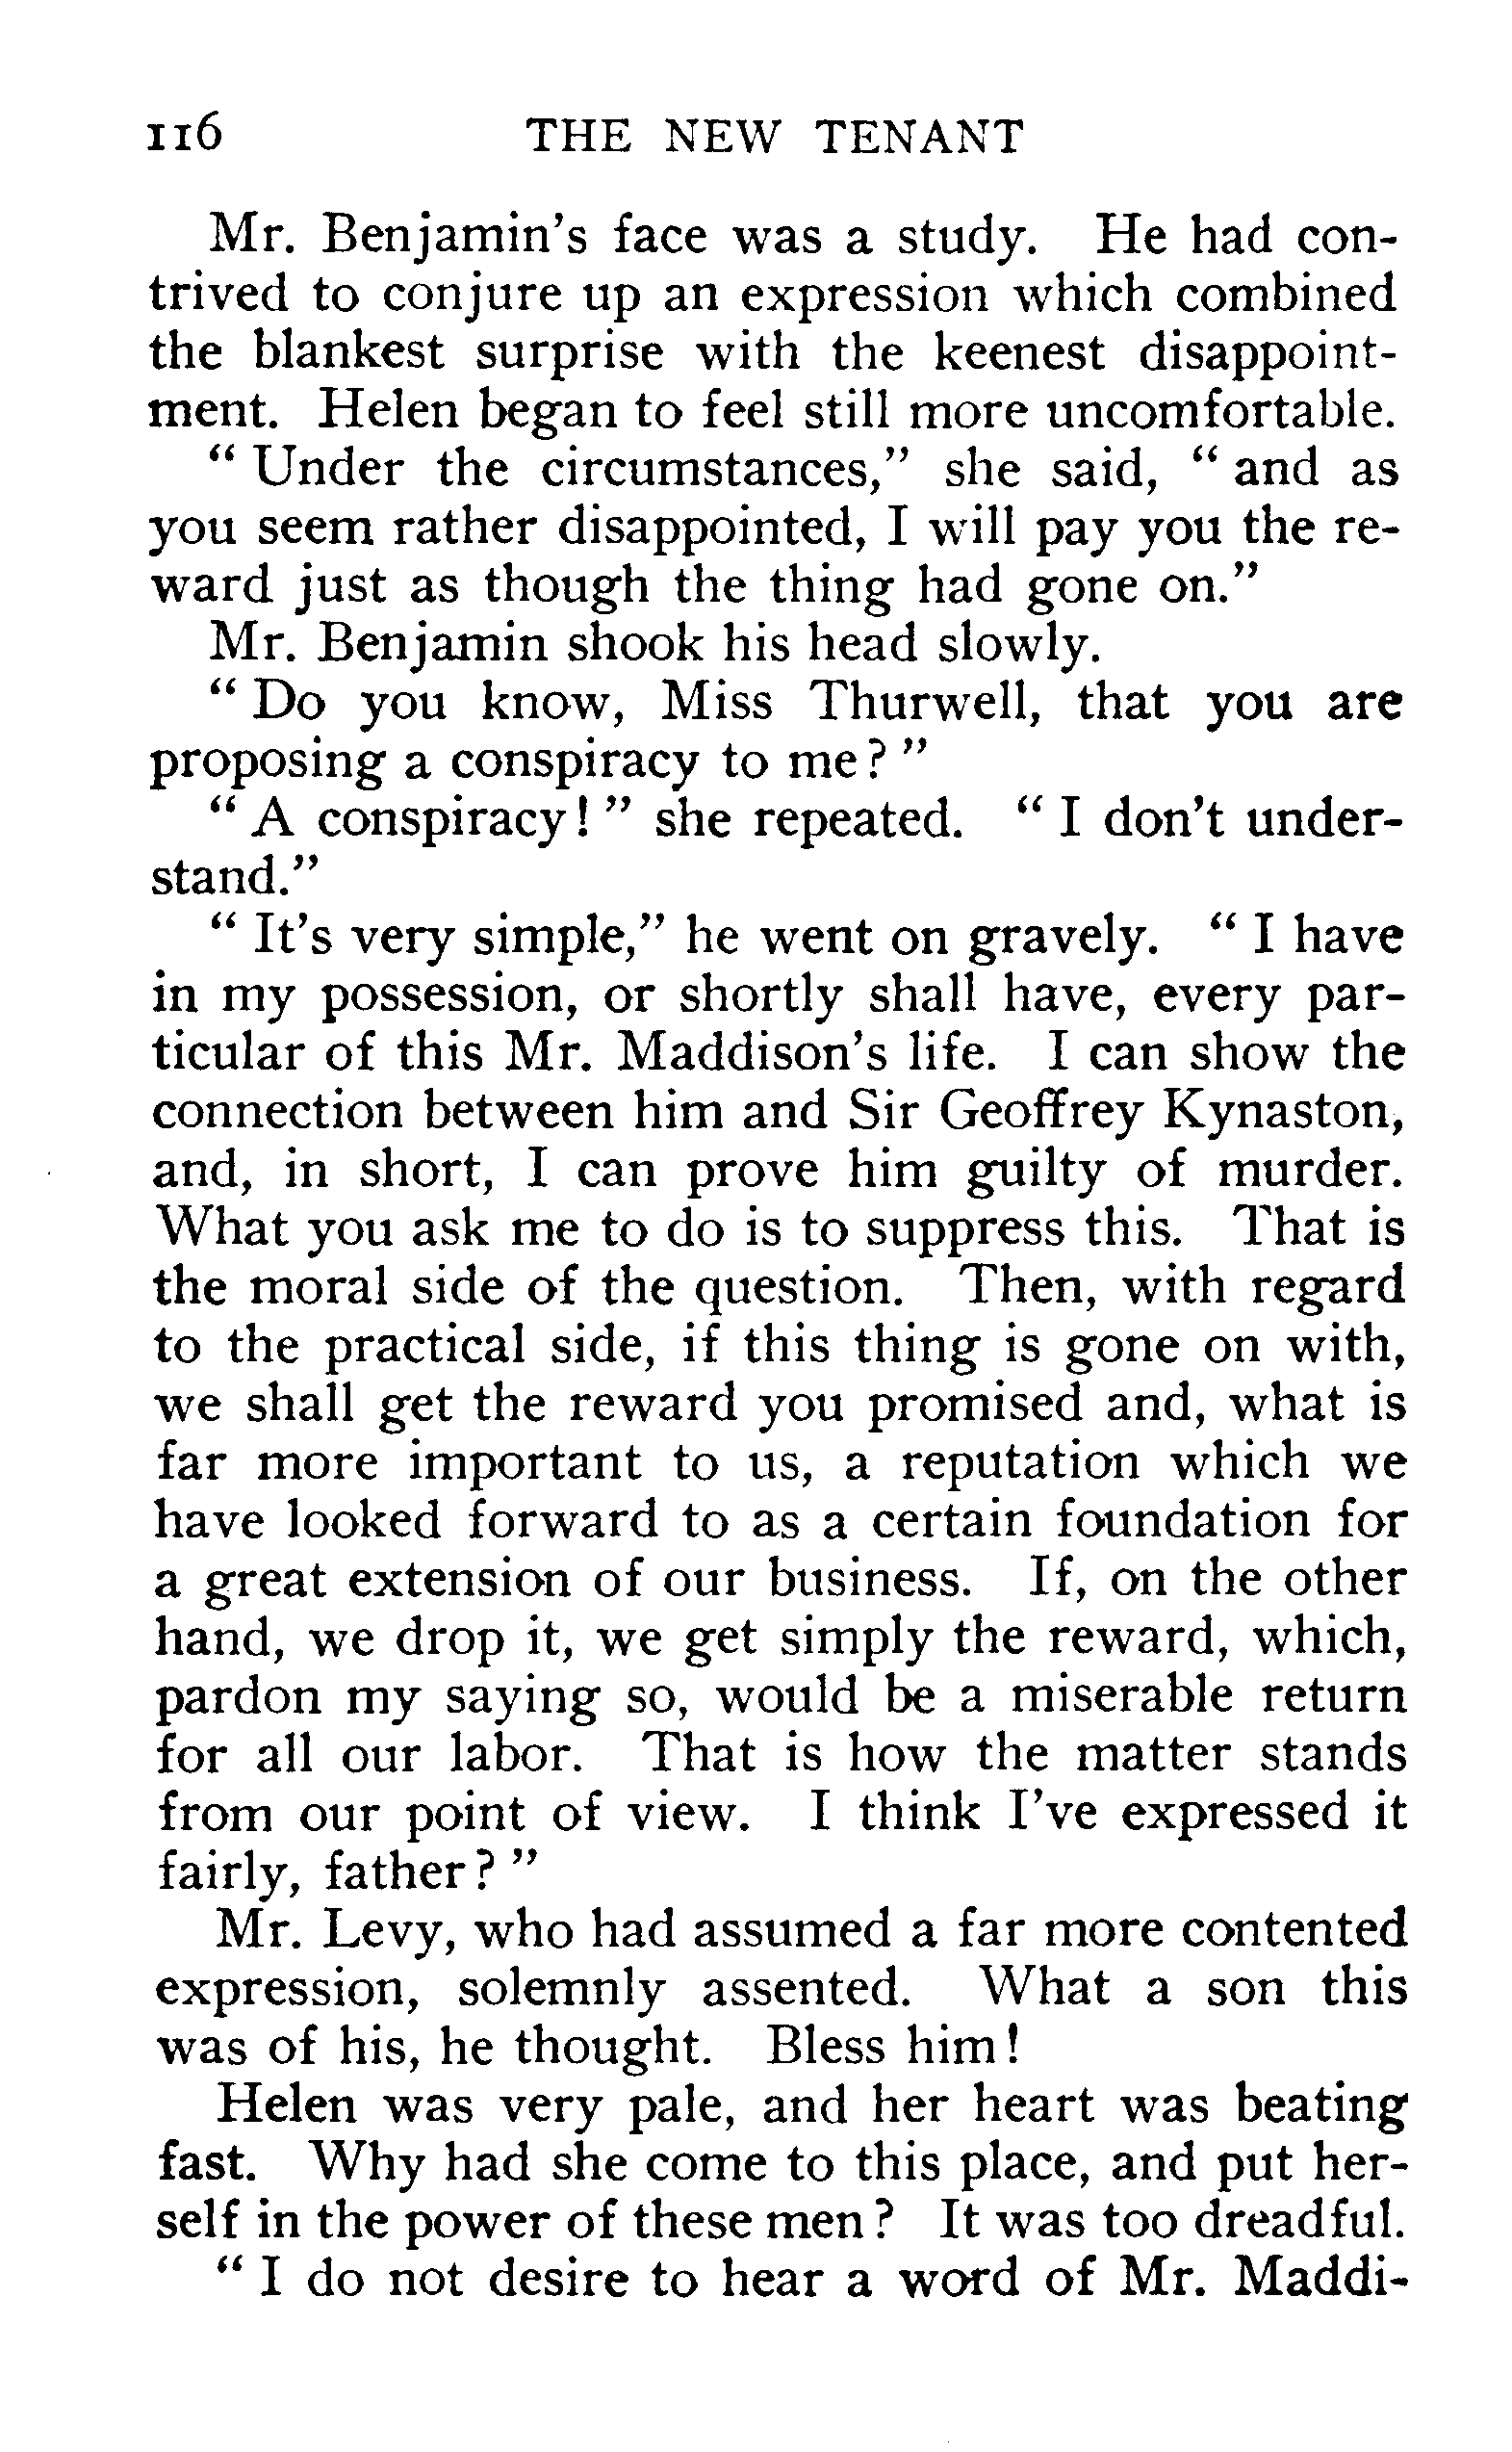 116 THE NEW TENANT
Mr. Benjamin's face was a study. He had con-
trived to conjure up an expression which combined
the blankest surprise with the keenest disappoint-
ment. Helen began to feel still more uncomfortable.
" Under the circumstances," she said, " and as
you seem rather disappointed, I will pay you the re-
ward just as though the thing had gone on."
Mr. Benjamin shook his head slowly.
" Do you know, Miss Thurwell, that you are
proposing a conspiracy to me? "
" A conspiracy! " she repeated. " I don't under-
stand."
" It's very simple," he went on gravely. " I have
in my possession, or shortly shall have, every par-
ticular of this Mr. Maddison's life. I can show the
connection between him and Sir Geoffrey Kynaston,
and, in short, I can prove him guilty of murder.
What you ask me to do is to suppress this. That is
the moral side of the question. Then, with regard
to the practical side, if this thing is gone on with,
we shall get the reward you promised and, what is
far more important to us, a reputation which we
have looked forward to as a certain foundation for
a great extension of our business. If, on the other
hand, we drop it, we get simply the reward, which,
pardon my saying so, would be a miserable return
for all our labor. That is how the matter stands
from our point of view. I think I've expressed it
fairly, father? "
Mr. Levy, who had assumed a far more contented
expression, solemnly assented. What a son this
was of his, he thought. Bless him!
Helen was very pale, and her heart was beating
fast. Why had she come to this place, and put her-
self in the power of these men? It was too dreadful.
" I do not desire to hear a word of Mr. Maddi-